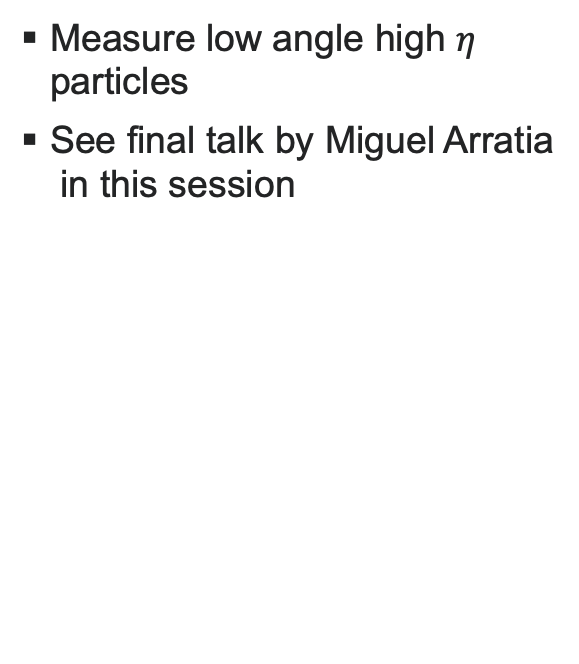 ▪ Measure low angle high 𝜂
particles
▪ See final talk by Miguel Arratia
in this session